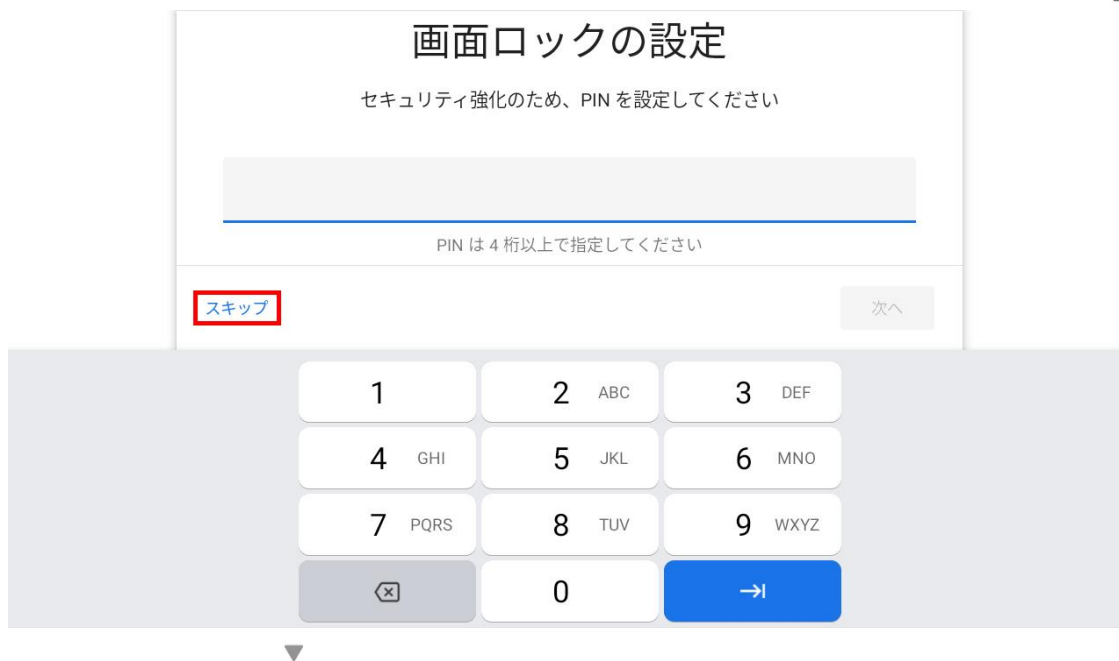 画面ロックの設定
セキュリティ強化のため、PIN を設定してください
PIN は 4 桁以上で指定してください
スキップ
次へ
1
2 ABC
3 DEF
4 GHI
5 JKL
6 MNO
7 PQRS
8 TUV
9 WXYZ
0